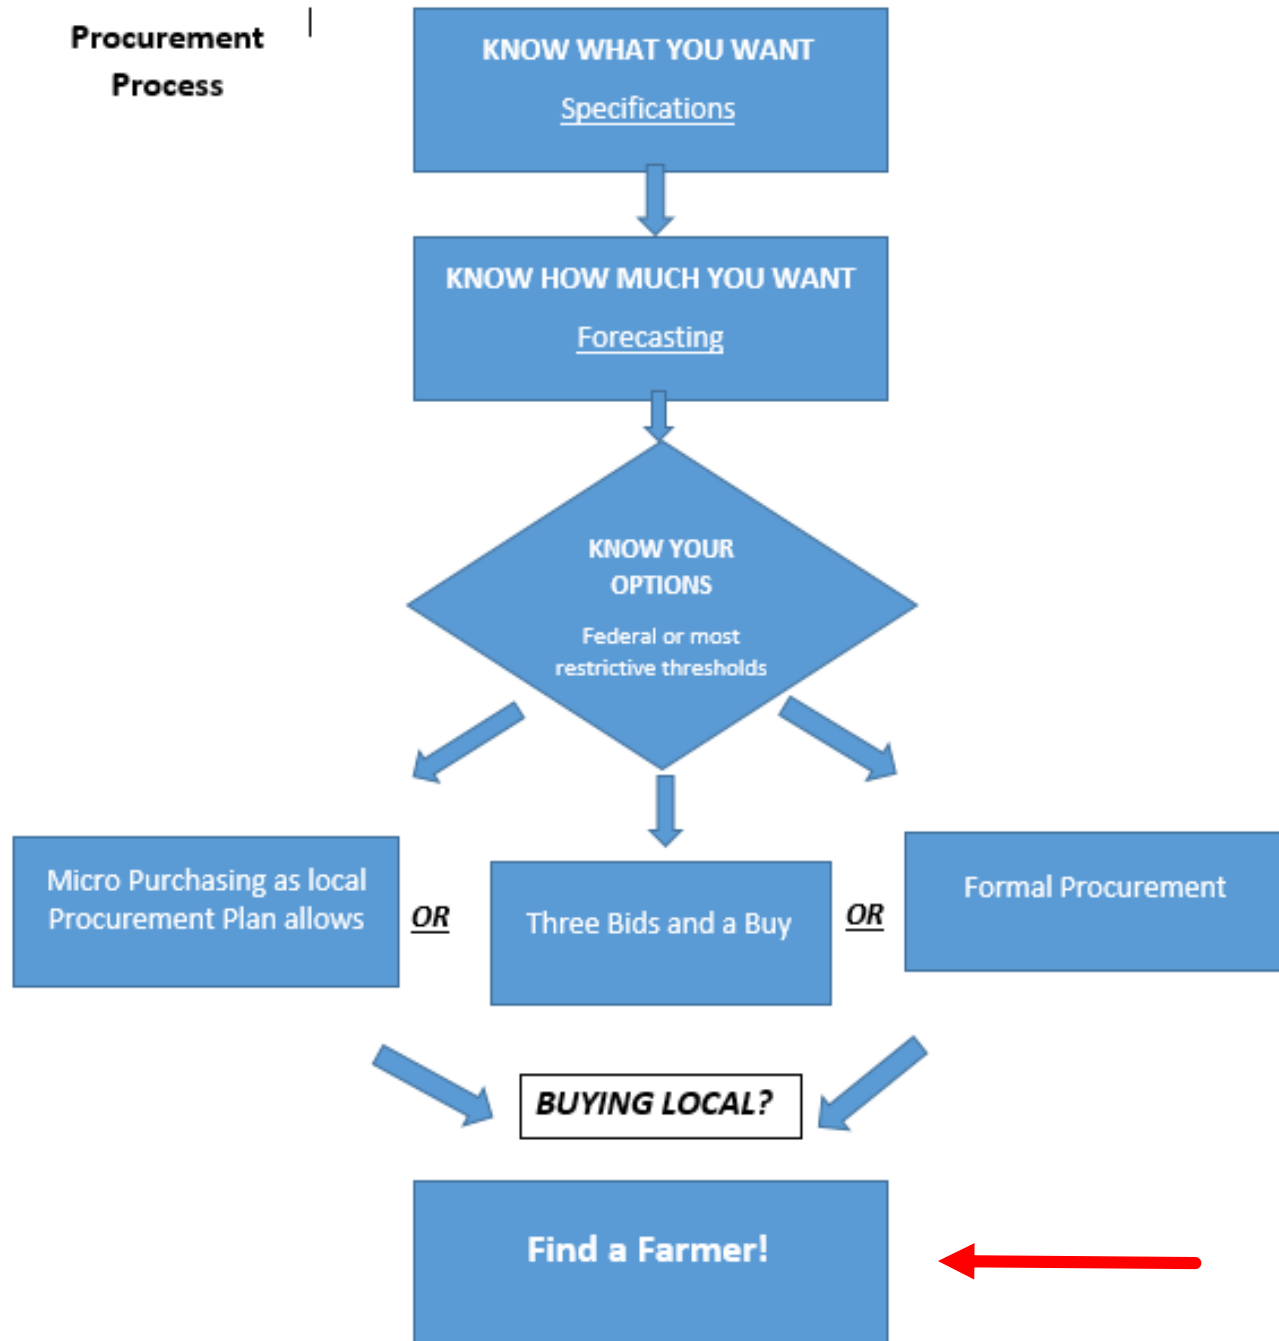 Procurement
Process
KNOW WHAT YOU WANT
Specifications
KNOW HOW MUCH YOU WANT
Forecasting
KNOW YOUR
OPTIONS
Federal or most
restrictive thresholds
Micro Purchasing as local
Procurement Plan allows
OR
Three Bids and a Buy
OR
Formal Procurement
BUYING LOCAL?
Find a Farmer!